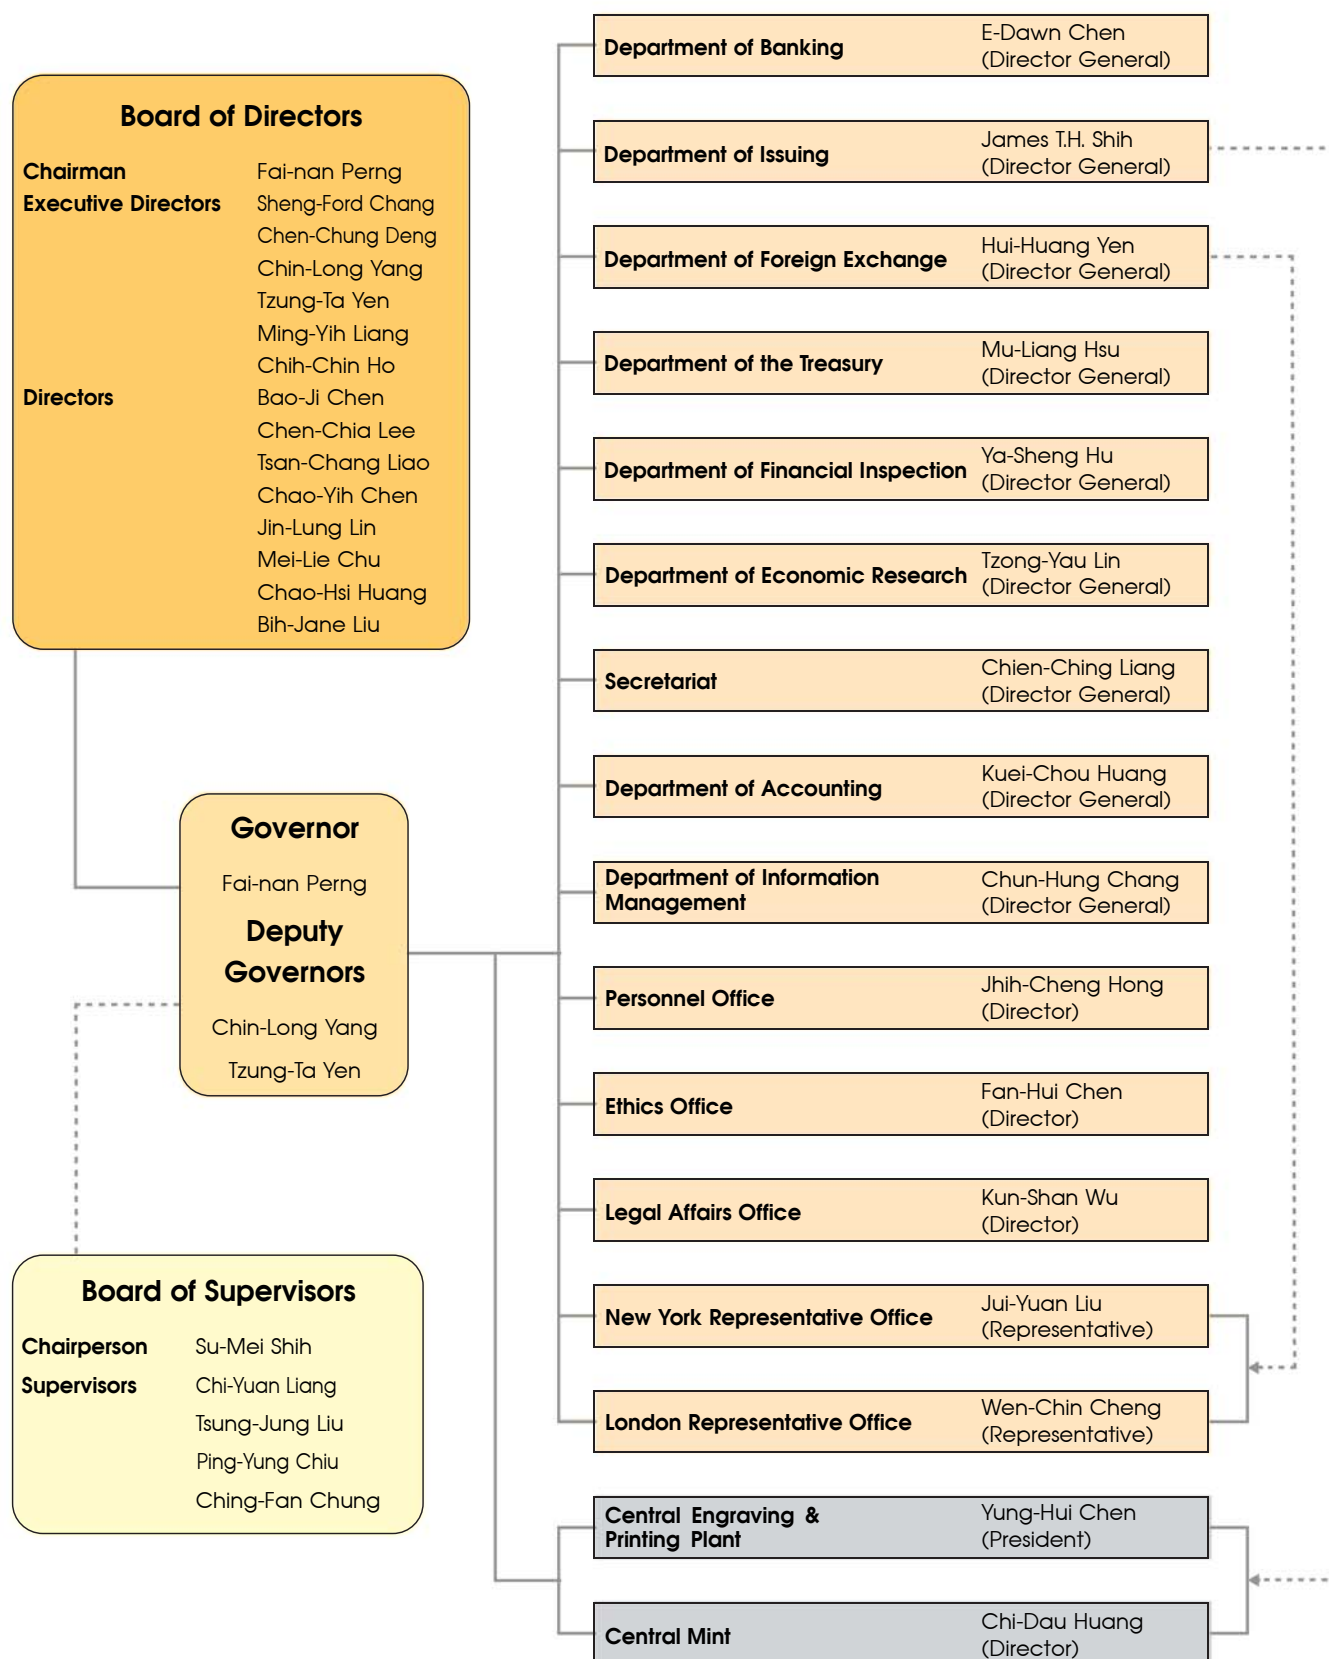 Board of Directors
Chairman Fai-nan Perng
Executive Directors Sheng-Ford Chang
Chen-Chung Deng
Chin-Long Yang
Tzung-Ta Yen
Ming-Yih Liang
Chih-Chin Ho
Directors Bao-Ji Chen
Chen-Chia Lee
Tsan-Chang Liao
Chao-Yih Chen
Jin-Lung Lin
Mei-Lie Chu
Chao-Hsi Huang
Bih-Jane Liu
Governor
Fai-nan Perng
Deputy
Governors
Chin-Long Yang
Tzung-Ta Yen
Board of Supervisors
Chairperson Su-Mei Shih
Supervisors Chi-Yuan Liang
Tsung-Jung Liu
Ping-Yung Chiu
Ching-Fan Chung
Department of Banking
E-Dawn Chen
(Director General)
Department of Issuing
James T.H. Shih
(Director General)
Department of Foreign Exchange
Hui-Huang Yen
(Director General)
Department of the Treasury
Mu-Liang Hsu
(Director General)
Department of Financial Inspection
Ya-Sheng Hu
(Director General)
Department of Economic Research
Tzong-Yau Lin
(Director General)
Secretariat
Chien-Ching Liang
(Director General)
Department of Accounting
Kuei-Chou Huang
(Director General)
Department of Information
Management
Chun-Hung Chang
(Director General)
Personnel Office
Jhih-Cheng Hong
(Director)
Ethics Office
Fan-Hui Chen
(Director)
Legal Affairs Office
Kun-Shan Wu
(Director)
New York Representative Office
Jui-Yuan Liu
(Representative)
London Representative Office
Wen-Chin Cheng
(Representative)
Central Engraving &
Printing Plant
Yung-Hui Chen
(President)
Central Mint
Chi-Dau Huang
(Director)